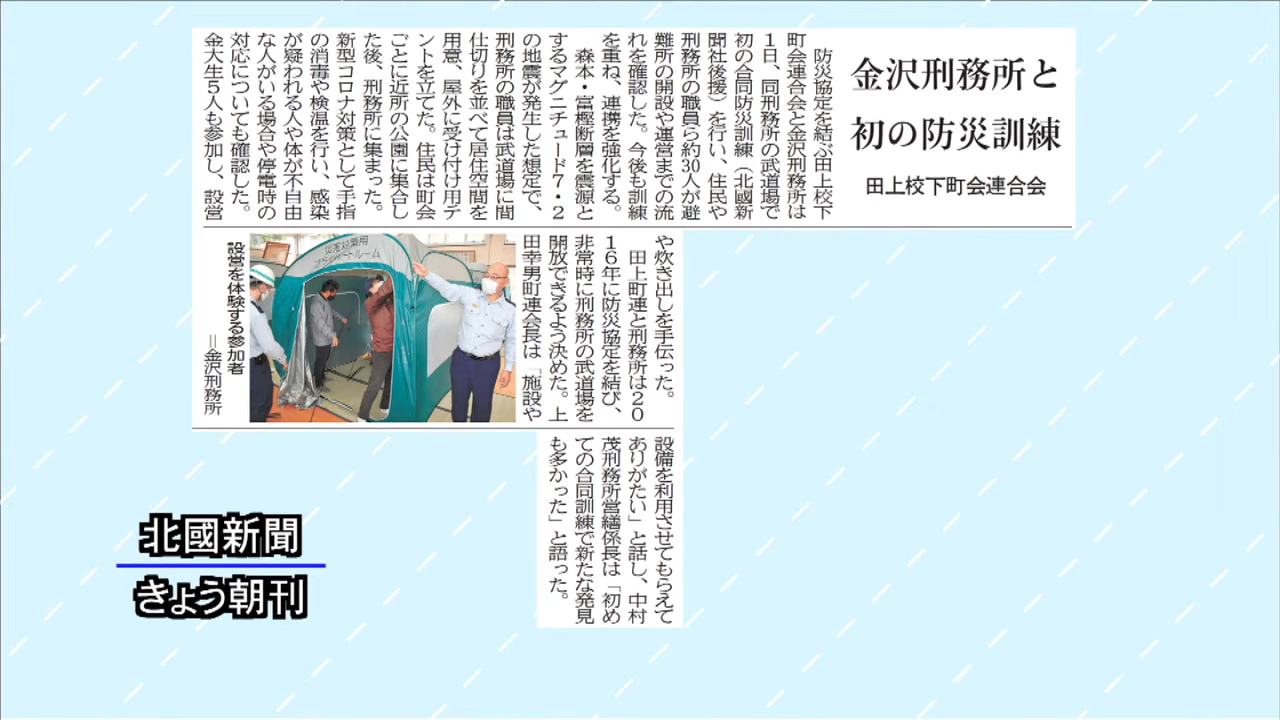 金沢刑務所と
初の防災訓練
田上校下町会連合会
防災協定を結ぶ田上校下
町会連合会と金沢刑務所は
1日、同刑務所の武道場で
初の合同防災訓練（北國新
聞社後援）を行い、住民や
刑務所の職員ら約30人が避
難所の開設や運営までの流
れを確認した。今後も訓練
を重ね、連携を強化する。
森本・富樫断層を震源と
するマグニチュード7・2
の地震が発生した想定で、
刑務所の職員は武道場に間
仕切りを並べて居住空間を
用意、屋外に受け付け用テ
ントを立てた。住民は町会
ごとに近所の公園に集合し
た後、刑務所に集まった。
新型コロナ対策として手指
の消毒や検温を行い、感染
が疑われる人や体が不自由
な人がいる場合や停電時の
対応についても確認した。
金大生5人も参加し、設営
や炊き出しを手伝った。
田上町連と刑務所は20
16年に防災協定を結び、
非常時に刑務所の武道場を
開放できるよう決めた。上
田幸男町連会長は「施設や
災害対策用
プライベートルーム
設営を体験する参加者
＝金沢刑務所
設備を利用させてもらえて
ありがたい」と話し、中村
茂刑務所営繕係長は「初め
ての合同訓練で新たな発見
も多かった」と語った。
北國新聞
きょう朝刊